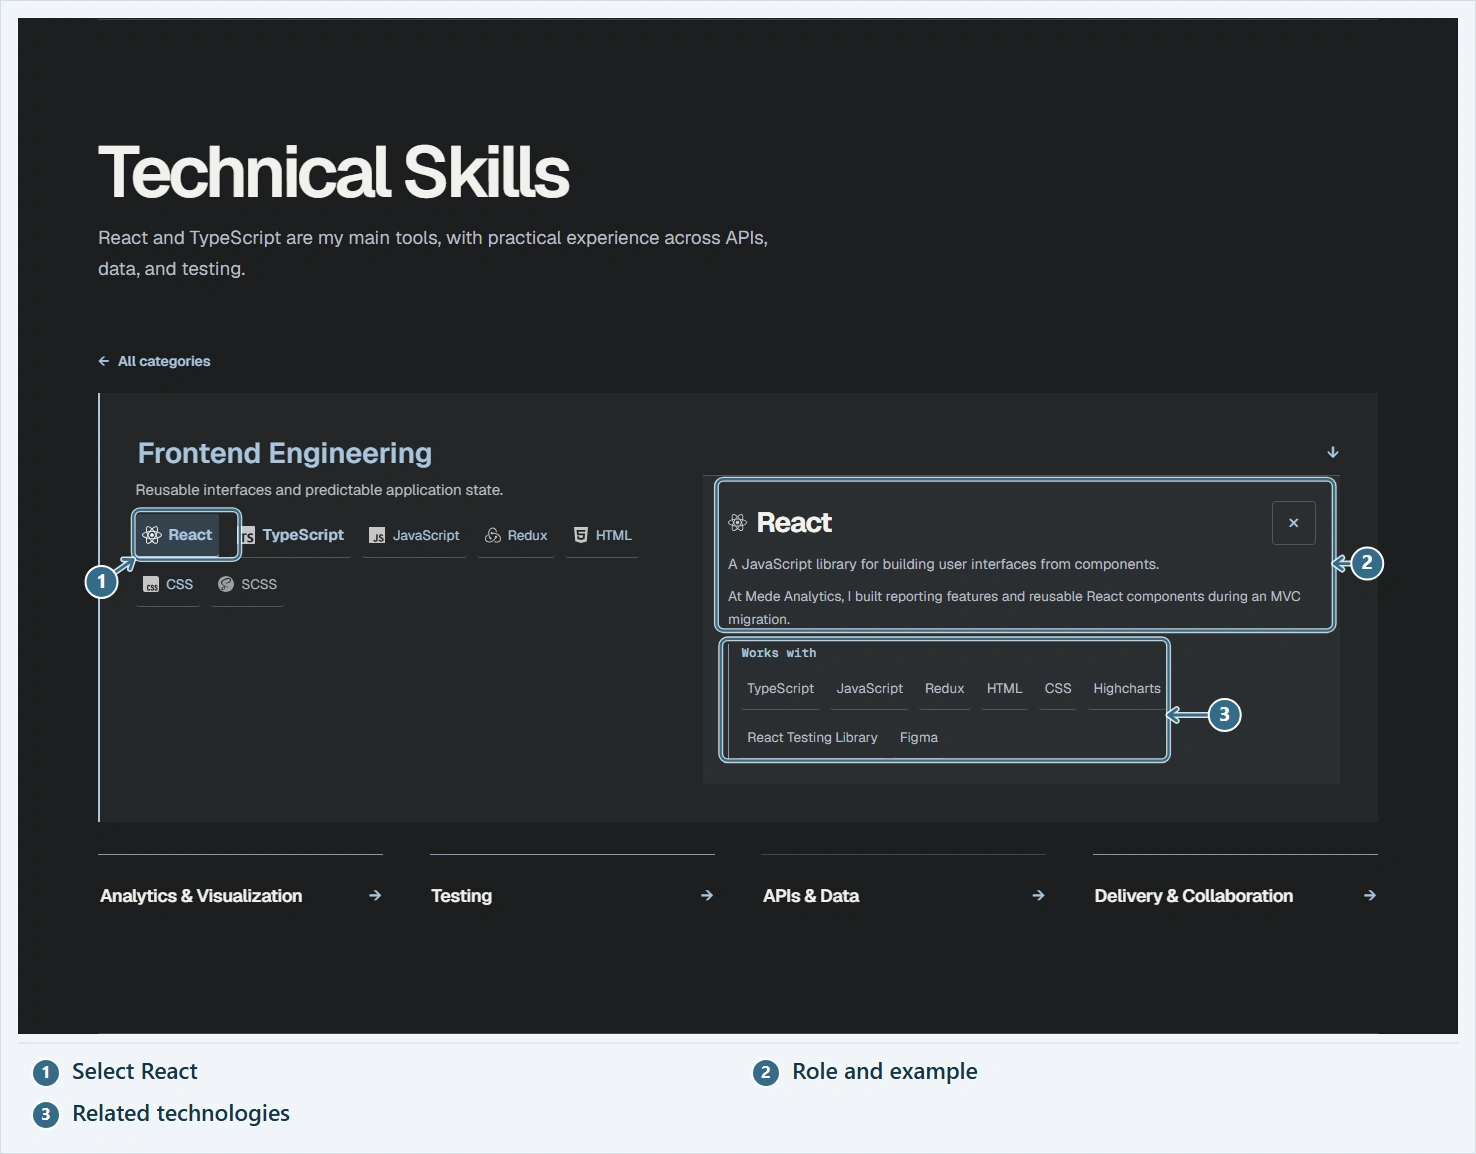 Technical Skills
React and TypeScript are my main tools, with practical experience across APIs,
data, and testing.
← All categories
Frontend Engineering
Reusable interfaces and predictable application state.
React TypeScript JavaScript Redux HTML
CSS SCSS
1
React
A JavaScript library for building user interfaces from components.
At Mede Analytics, I built reporting features and reusable React components during an MVC
migration.
2
Works with
TypeScript JavaScript Redux HTML CSS Highcharts
React Testing Library Figma
3
Analytics & Visualization → Testing → APIs & Data → Delivery & Collaboration →
1 Select React
2 Role and example
3 Related technologies